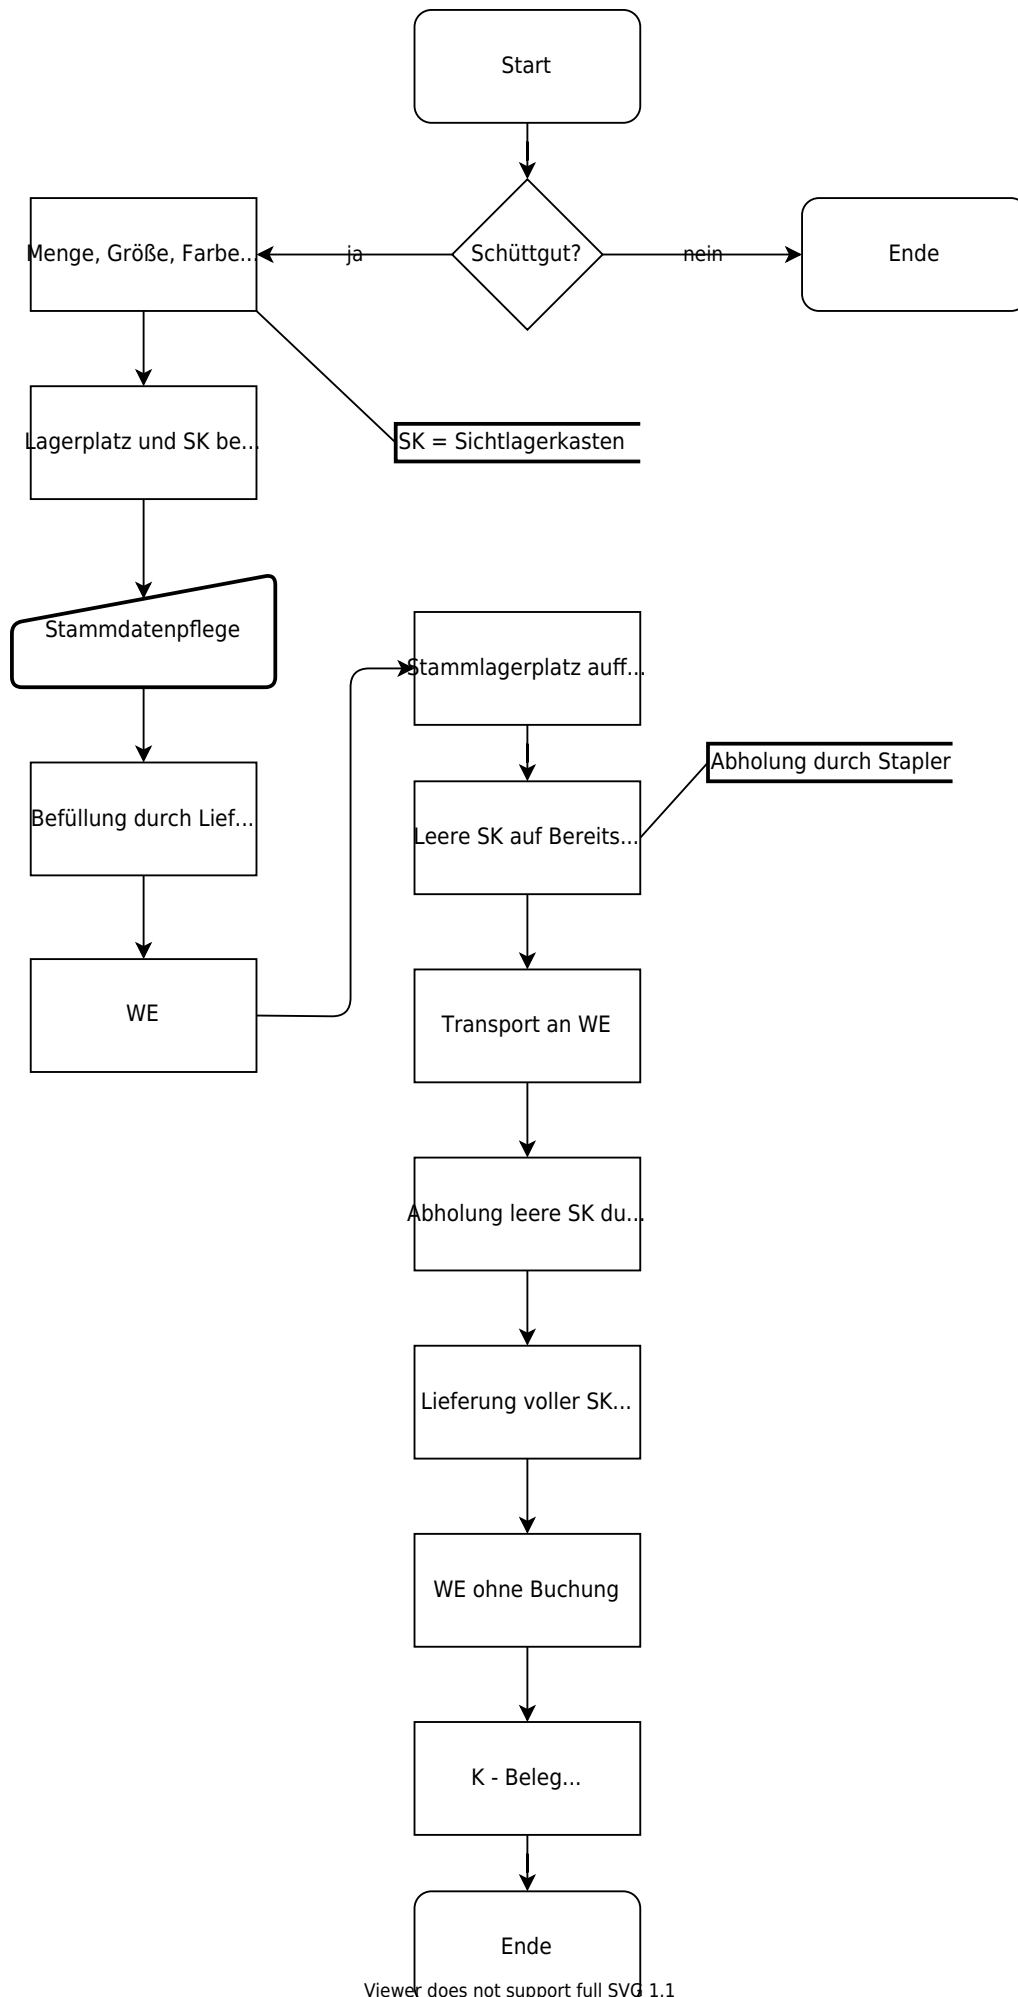 Start
Schüttgut?
ja
nein
Ende
Menge, Größe, Farbe...
Lagerplatz und SK be...
SK = Sichtlagerkasten
Stammdatenpflege
Befüllung durch Lief...
WE
Stammlagerplatz auff...
Abholung durch Stapler
Leere SK auf Bereits...
Transport an WE
Abholung leere SK du...
Lieferung voller SK...
WE ohne Buchung
K - Beleg...
Ende
Viewer does not support full SVG 1.1